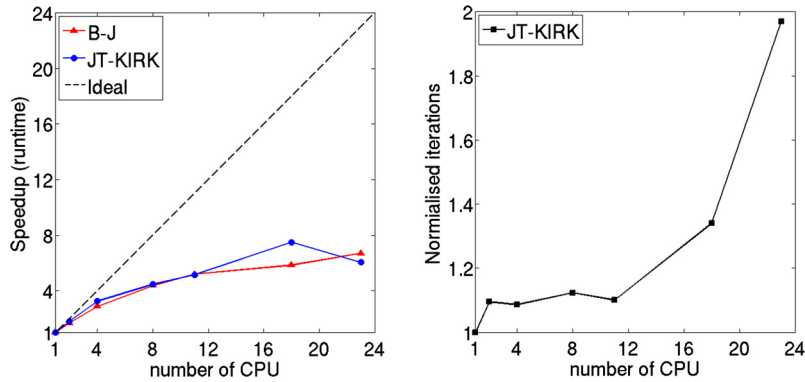 24
20
16
12
8
4
1
Speedup (runtime)
B-J
JT-KIRK
Ideal
1 4 8 12 16 20 24
number of CPU
2
1.8
1.6
1.4
1.2
1
Normialised iterations
JT-KIRK
1 4 8 12 16 20 24
number of CPU